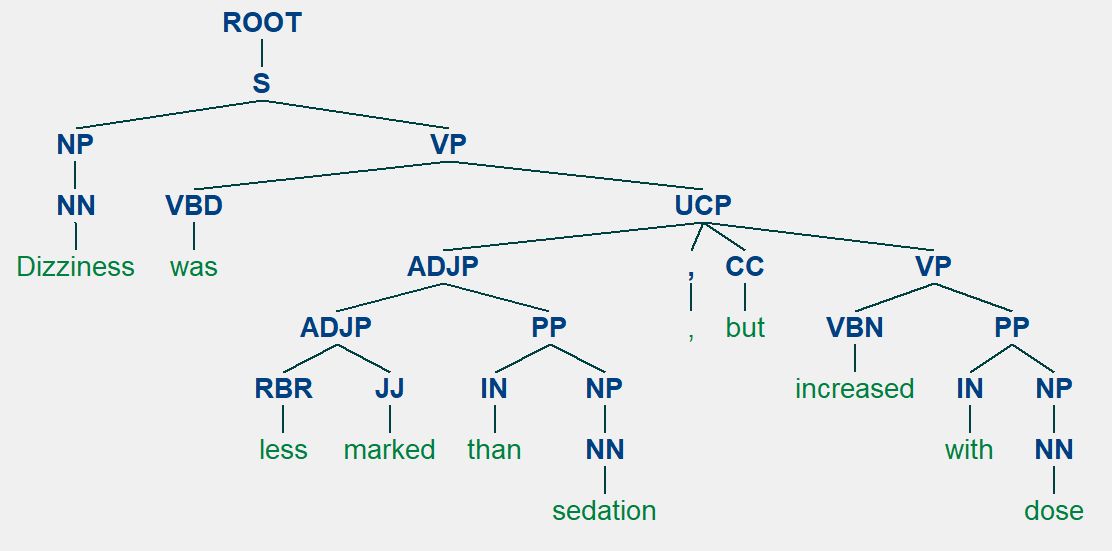 ROOT
S
NP VP
NN VBD UCP
Dizziness was ADJP , CC VP
ADJP PP , but VBN PP
RBR JJ IN NP increased IN NP
less marked than NN with NN
sedation dose